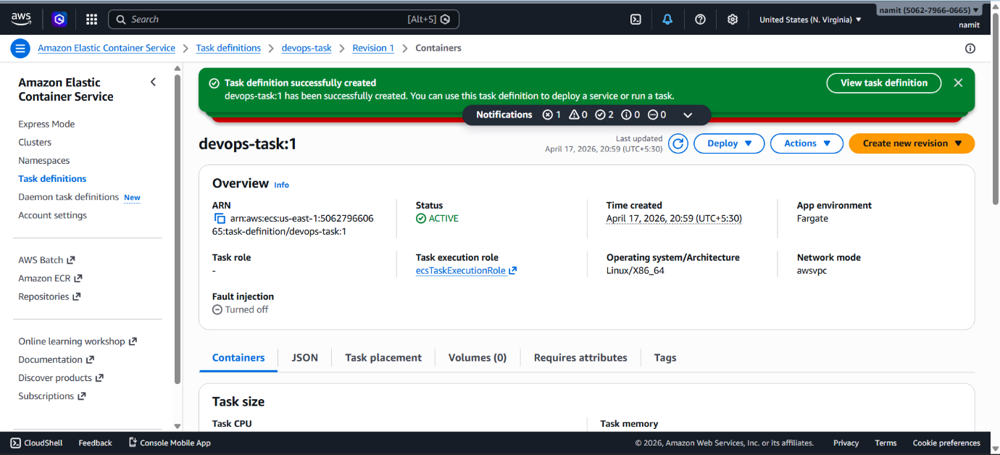 aws
Search
[Alt+S]
United States (N. Virginia)
namit (5062-7966-0665)
namit
Amazon Elastic Container Service
Task definitions
devops-task
Revision 1
Containers
Amazon Elastic
Container Service
Express Mode
Clusters
Namespaces
Task definitions
Daemon task definitions New
Account settings
AWS Batch
Amazon ECR
Repositories
Online learning workshop
Documentation
Discover products
Subscriptions
Task definition successfully created
devops-task:1 has been successfully created. You can use this task definition to deploy a service or run a task.
View task definition
Notifications 1 0 2 0 0
devops-task:1
Last updated
April 17, 2026, 20:59 (UTC+5:30)
Deploy
Actions
Create new revision
Overview Info
ARN
arn:aws:ecs:us-east-1:5062796606
65:task-definition/devops-task:1
Status
ACTIVE
Time created
April 17, 2026, 20:59 (UTC+5:30)
App environment
Fargate
Task role
-
Task execution role
ecsTaskExecutionRole
Operating system/Architecture
Linux/X86_64
Network mode
awsvpc
Fault injection
Turned off
Containers
JSON
Task placement
Volumes (0)
Requires attributes
Tags
Task size
Task CPU
Task memory
CloudShell
Feedback
Console Mobile App
© 2026, Amazon Web Services, Inc. or its affiliates.
Privacy
Terms
Cookie preferences